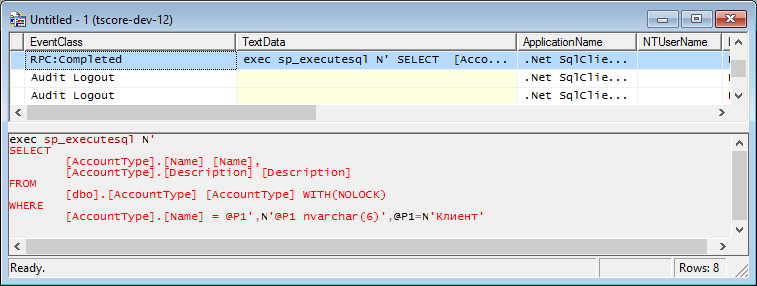 Untitled - 1 (tscore-dev-12)
EventClass TextData ApplicationName NTUserName
RPC:Completed exec sp_executesql N' SELECT [Acco... .Net SqlClie...
Audit Logout .Net SqlClie...
Audit Logout .Net SqlClie...
exec sp_executesql N'
SELECT
[AccountType].[Name] [Name],
[AccountType].[Description] [Description]
FROM
[dbo].[AccountType] [AccountType] WITH(NOLOCK)
WHERE
[AccountType].[Name] = @P1',N'@P1 nvarchar(6)',@P1=N'Клиент'
Ready. Rows: 8